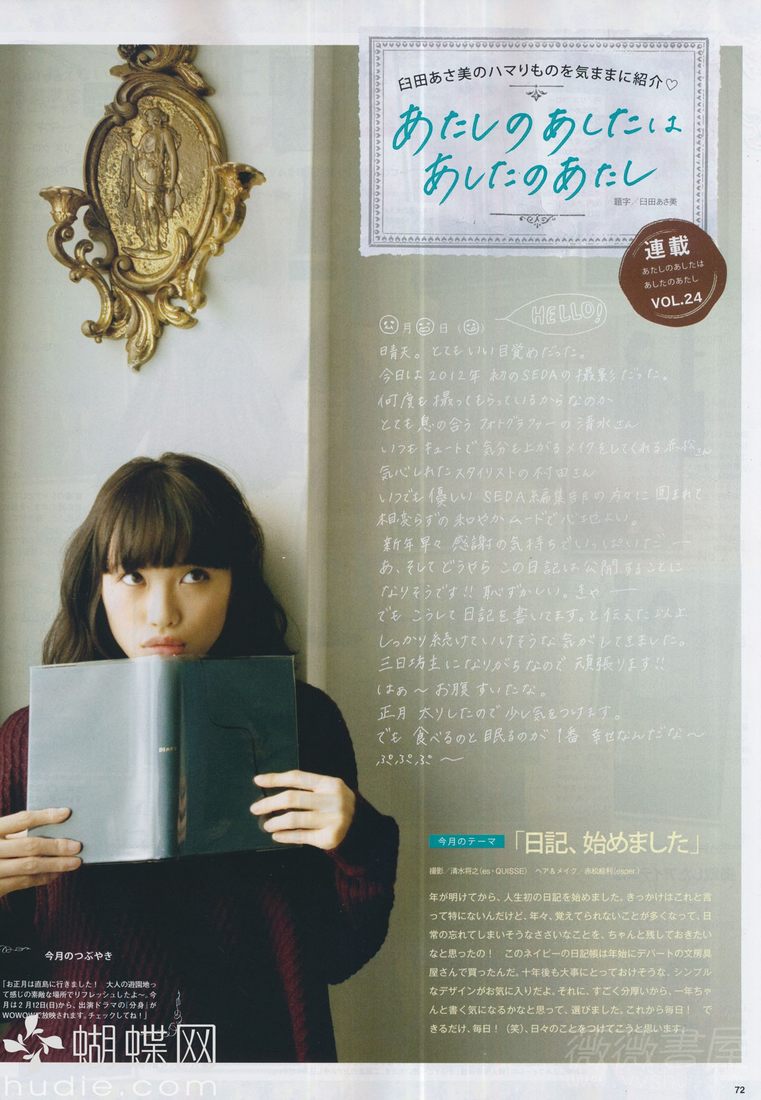 臼田あさ美のハマりものを気ままに紹介♡
あたしのあしたは
あしたのあたし
題字／臼田あさ美
連載
あたしのあしたは
あしたのあたし
VOL.24
HELLO!
月 日( )
晴天。とてもいい目覚めだった。
今日は2012年 初のSEDAの撮影だった。
何度も撮ってもらっているからなのか
とても息の合うフォトグラファーの清水さん
いつもキュートで気分を上がるメイクをしてくれる赤松さん
気心しれたスタイリストの村田さん
いつでも優しい SEDA編集部の方々に囲まれて
相変らずの和やかムードで心地よい。
新年早々 感謝の気持ちでいっぱいだー
あ、そしてどうやら この日記は公開することに
なりそうです!! 恥ずかしい。きゃー
でも こうして日記を書いてます。と伝えたぶん
しっかり続けていけそうな気がしてきました。
三日坊主になりがちなので 頑張ります!!
はぁ〜 お腹すいたな。
正月 太りしたので少し気をつけます。
でも 食べるのと眠るのが 1番 幸せなんだな〜
ぷぷぷ〜
DIARY
今月のテーマ
「日記、始めました」
撮影／清水将之(es・QUISSE) ヘア＆メイク／赤松絵利(esper)
年が明けてから、人生初の日記を始めました。きっかけはこれと言
って特にないんだけど、年々、覚えてられないことが多くなって、日
常の忘れてしまいそうなささいなことを、ちゃんと残しておきたい
なと思ったの！ このネイビーの日記帳は年始にデパートの文房具
屋さんで買ったんだ。十年後も大事にとっておけそうな、シンプル
なデザインがお気に入りだよ。それに、すごく分厚いから、一年ちゃ
んと書く気になるかなと思って、選びました。これから毎日！ で
きるだけ、毎日！（笑）、日々のことをつけてこうと思います。
今月のつぶやき
「お正月は直島に行きました！ 大人の遊園地っ
て感じの素敵な場所でリフレッシュしたよ〜。今
月は2月12日(日)から、出演ドラマの『分身』が
WOWOWで放映されます。チェックしてね！」
蝴蝶网
hudie.com
薇薇書屋
72